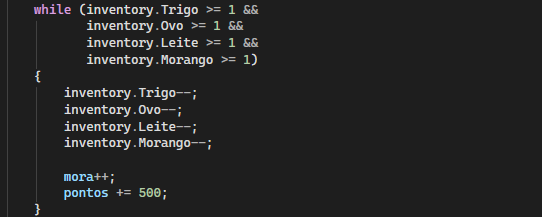 while (inventory.Trigo >= 1 &&
inventory.Ovo >= 1 &&
inventory.Leite >= 1 &&
inventory.Morango >= 1)
{
inventory.Trigo--;
inventory.Ovo--;
inventory.Leite--;
inventory.Morango--;
mora++;
pontos += 500;
}